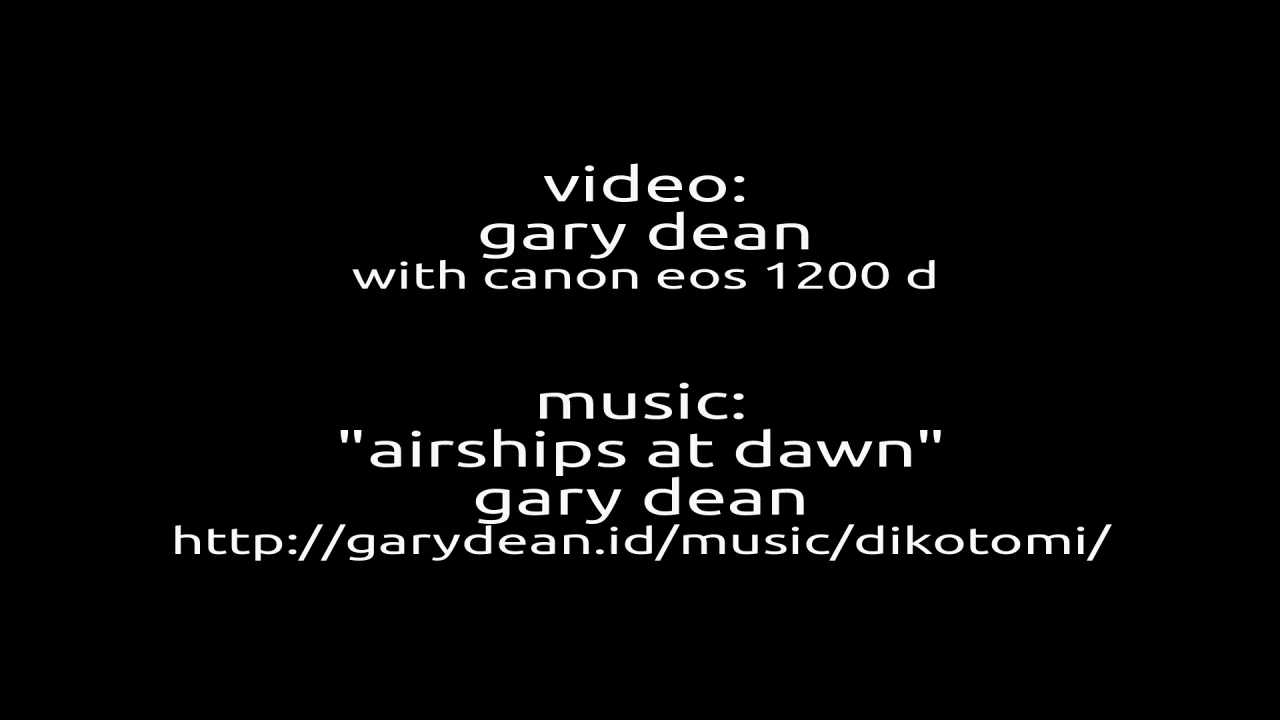 video:
gary dean
with canon eos 1200 d
music:
"airships at dawn"
gary dean
http://garydean.id/music/dikotomi/